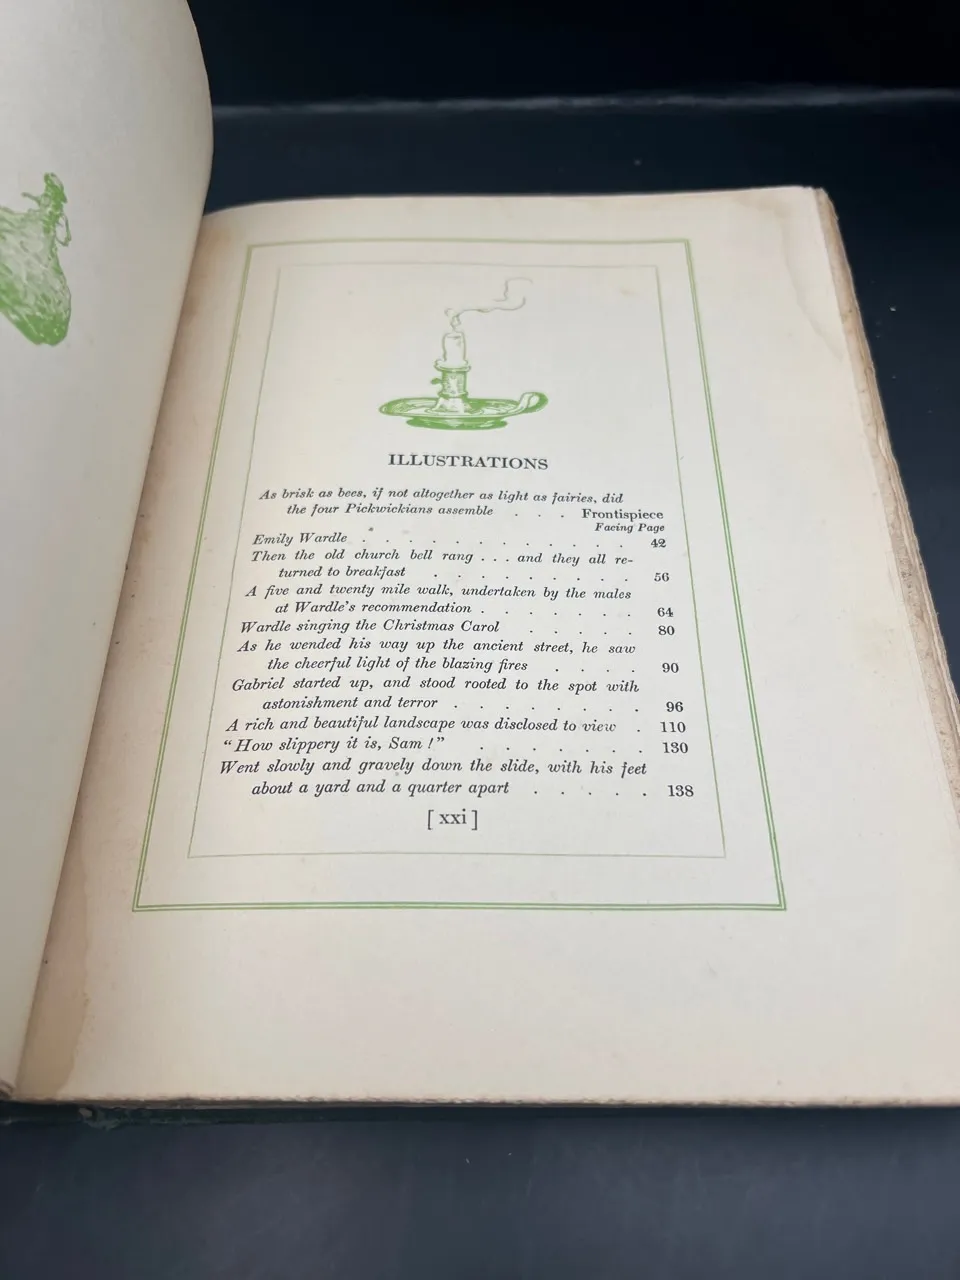 ILLUSTRATIONS
As brisk as bees, if not altogether as light as fairies, did
the four Pickwickians assemble . . . Frontispiece
Facing Page
Emily Wardle . . . . . . . . . . . . 42
Then the old church bell rang . . . and they all re-
turned to breakfast . . . . . . . . . 56
A five and twenty mile walk, undertaken by the males
at Wardle's recommendation . . . . . . . 64
Wardle singing the Christmas Carol . . . . . 80
As he wended his way up the ancient street, he saw
the cheerful light of the blazing fires . . . . 90
Gabriel started up, and stood rooted to the spot with
astonishment and terror . . . . . . . . 96
A rich and beautiful landscape was disclosed to view . 110
"How slippery it is, Sam!" . . . . . . . 130
Went slowly and gravely down the slide, with his feet
about a yard and a quarter apart . . . . . 138
[ xxi ]